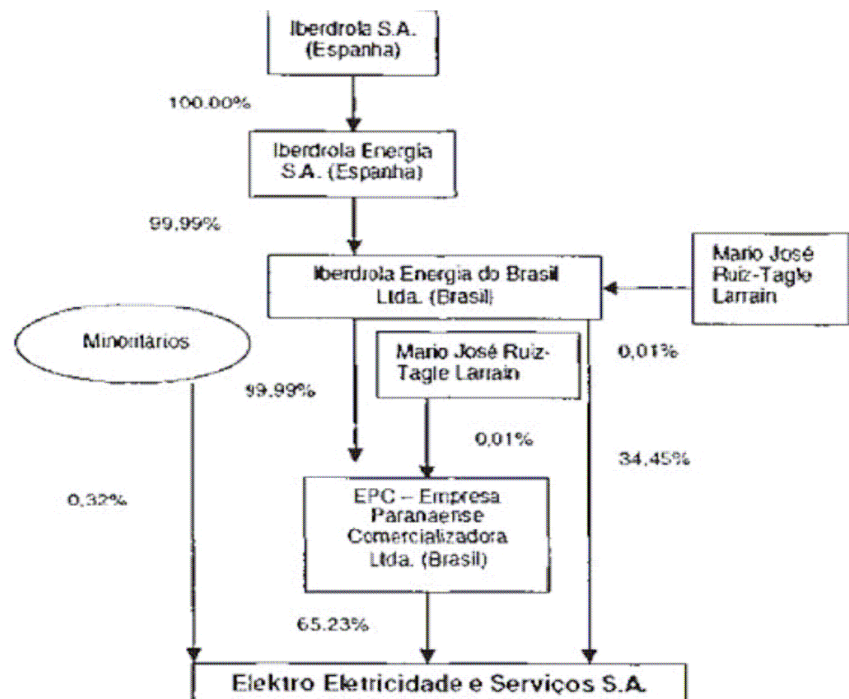 Iberdrola S.A.
(Espanha)
100.00%
Iberdrola Energia
S.A. (Espanha)
99,99%
Iberdrola Energia do Brasil
Ltda. (Brasil)
Mario José
Ruiz-Tagle
Larrain
0,01%
Minoritários
Mario José Ruiz-
Tagle Larrain
99.99%
0,01%
34,45%
0,32%
EPC – Empresa
Paranaense
Comercializadora
Ltda. (Brasil)
65.23%
Elektro Eletricidade e Serviços S.A.